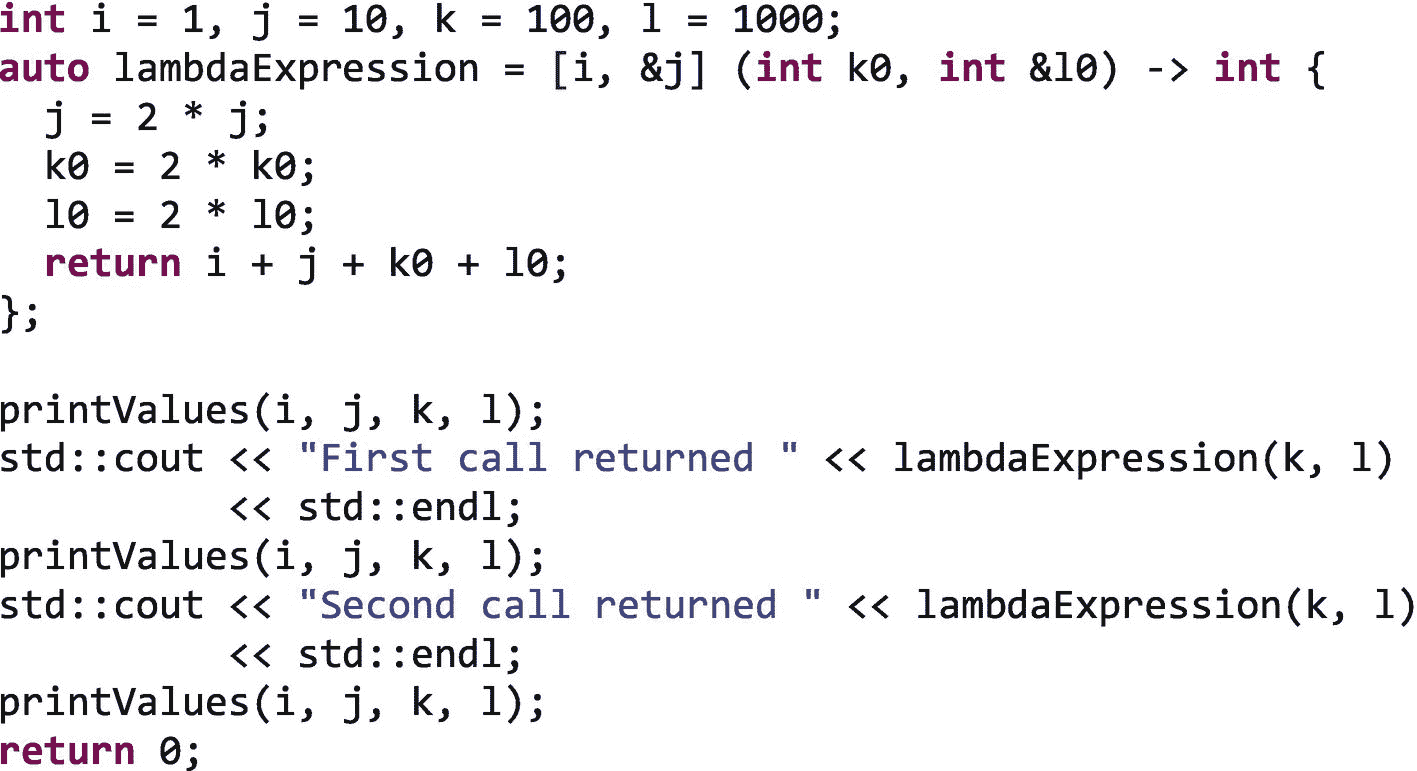 int i = 1, j = 10, k = 100, l = 1000;
auto lambdaExpression = [i, &j] (int k0, int &l0) -> int {
  j = 2 * j;
  k0 = 2 * k0;
  l0 = 2 * l0;
  return i + j + k0 + l0;
};

printValues(i, j, k, l);
std::cout << "First call returned " << lambdaExpression(k, l)
          << std::endl;
printValues(i, j, k, l);
std::cout << "Second call returned " << lambdaExpression(k, l)
          << std::endl;
printValues(i, j, k, l);
return 0;